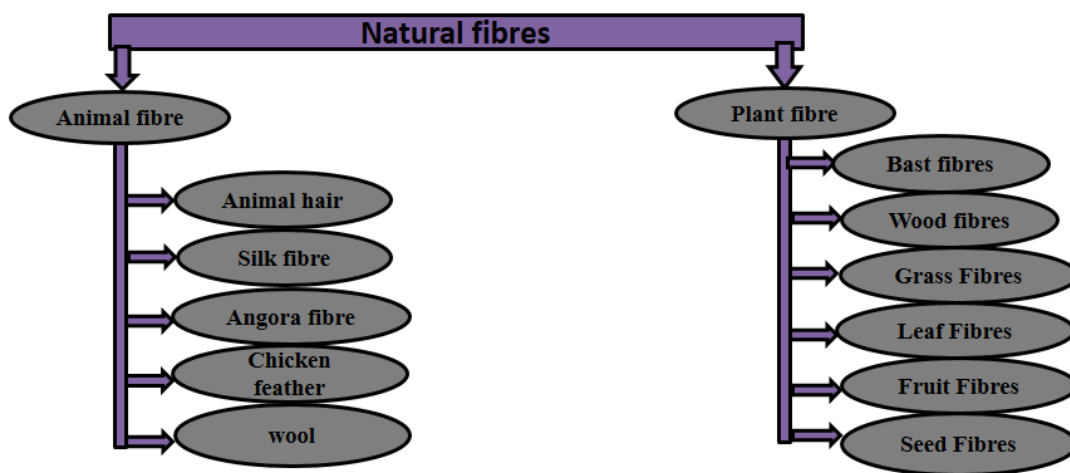 Natural fibres
Animal fibre
Animal hair
Silk fibre
Angora fibre
Chicken
feather
wool
Plant fibre
Bast fibres
Wood fibres
Grass Fibres
Leaf Fibres
Fruit Fibres
Seed Fibres